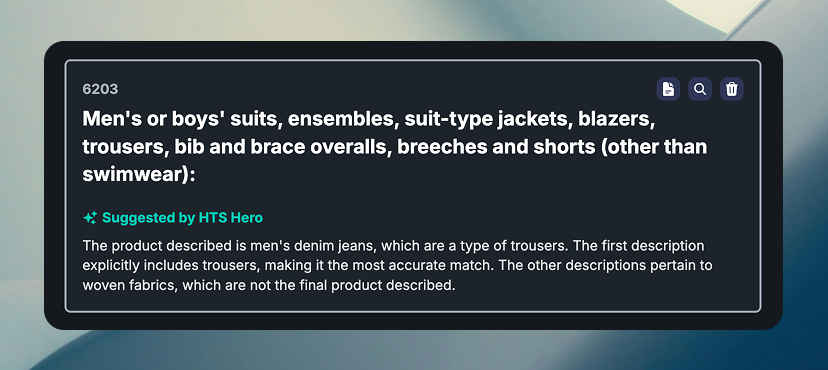 6203
Men's or boys' suits, ensembles, suit-type jackets, blazers,
trousers, bib and brace overalls, breeches and shorts (other than
swimwear):
Suggested by HTS Hero
The product described is men's denim jeans, which are a type of trousers. The first description
explicitly includes trousers, making it the most accurate match. The other descriptions pertain to
woven fabrics, which are not the final product described.